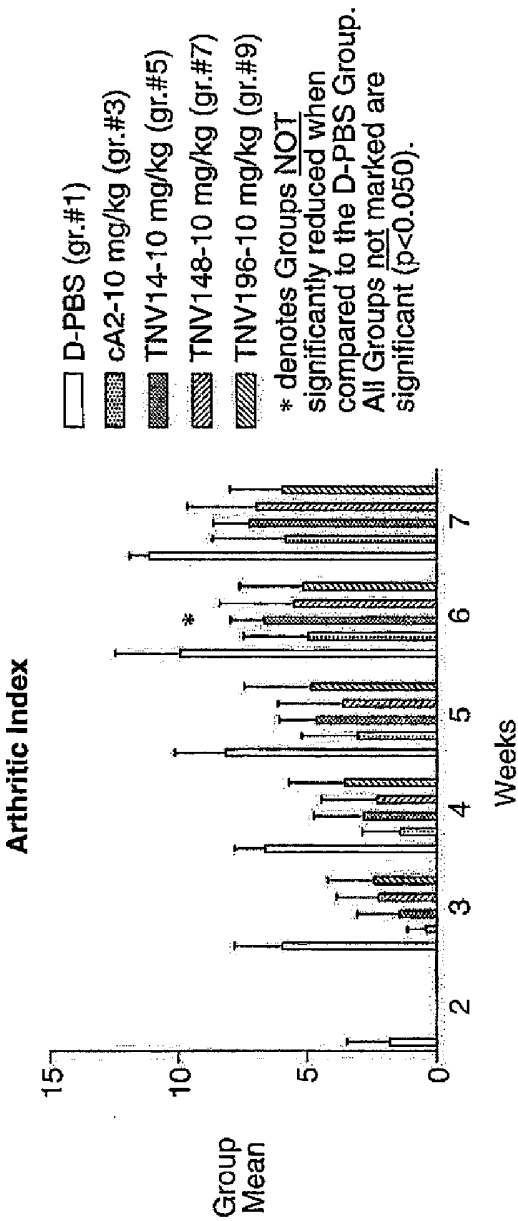 Arthritic Index
Group
Mean
15
10
5
0
2
3
4
5
6
7
*
Weeks
D-PBS (gr.#1)
cA2-10 mg/kg (gr.#3)
TNV14-10 mg/kg (gr.#5)
TNV148-10 mg/kg (gr.#7)
TNV196-10 mg/kg (gr.#9)
* denotes Groups NOT
significantly reduced when
compared to the D-PBS Group.
All Groups not marked are
significant (p<0.050).